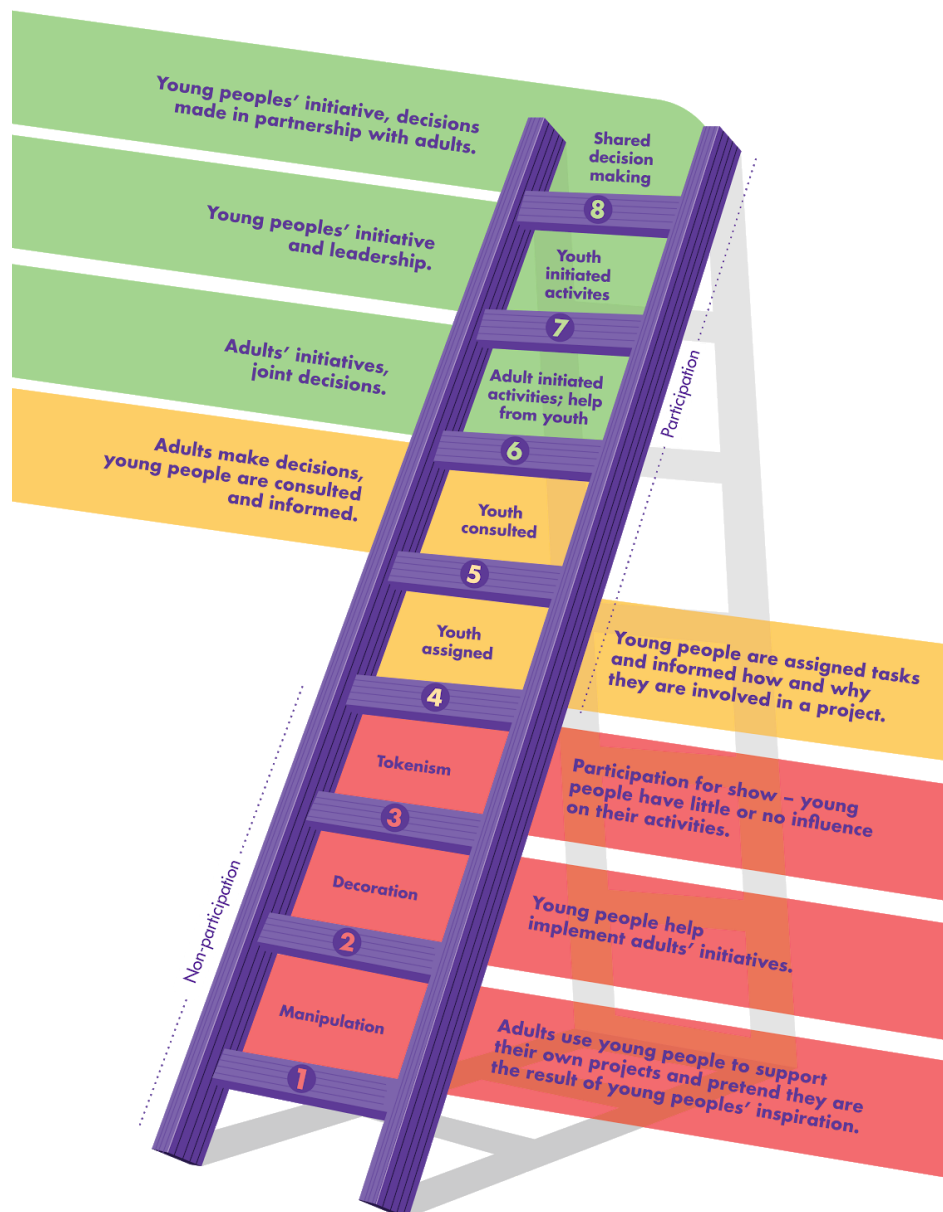 Young peoples’ initiative, decisions
made in partnership with adults.
Shared
decision
making
8
Young peoples’ initiative
and leadership.
Youth
initiated
activites
7
Adults’ initiatives,
joint decisions.
Adult initiated
activities; help
from youth
6
Participation
Adults make decisions,
young people are consulted
and informed.
Youth
consulted
5
Youth
assigned
4
Young people are assigned tasks
and informed how and why
they are involved in a project.
Tokenism
3
Participation for show – young
people have little or no influence
on their activities.
Non-participation
Decoration
2
Young people help
implement adults’ initiatives.
Manipulation
1
Adults use young people to support
their own projects and pretend they are
the result of young peoples’ inspiration.